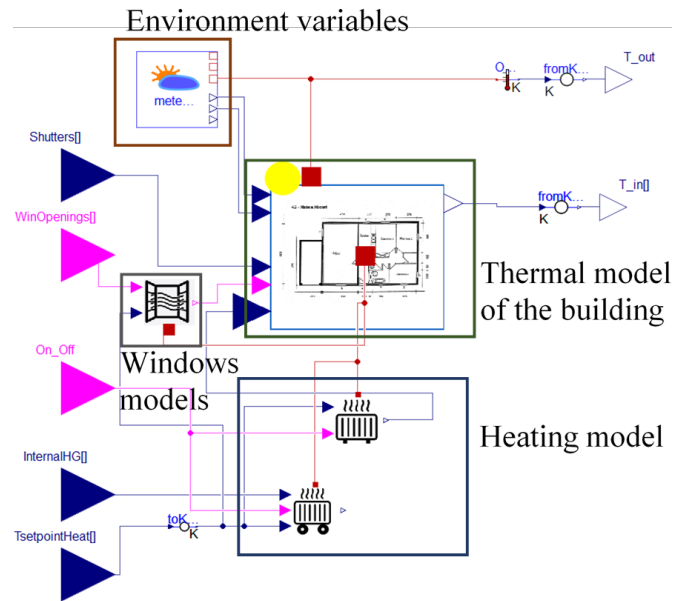 Environment variables
T_out
O_...
fromK...
K
K
mete...
Shutters[]
T_in[]
fromK...
K
WinOpenings[]
Thermal model
of the building
On_Off
Windows
models
Heating model
InternalHG[]
TsetpointHeat[]
toK...
K